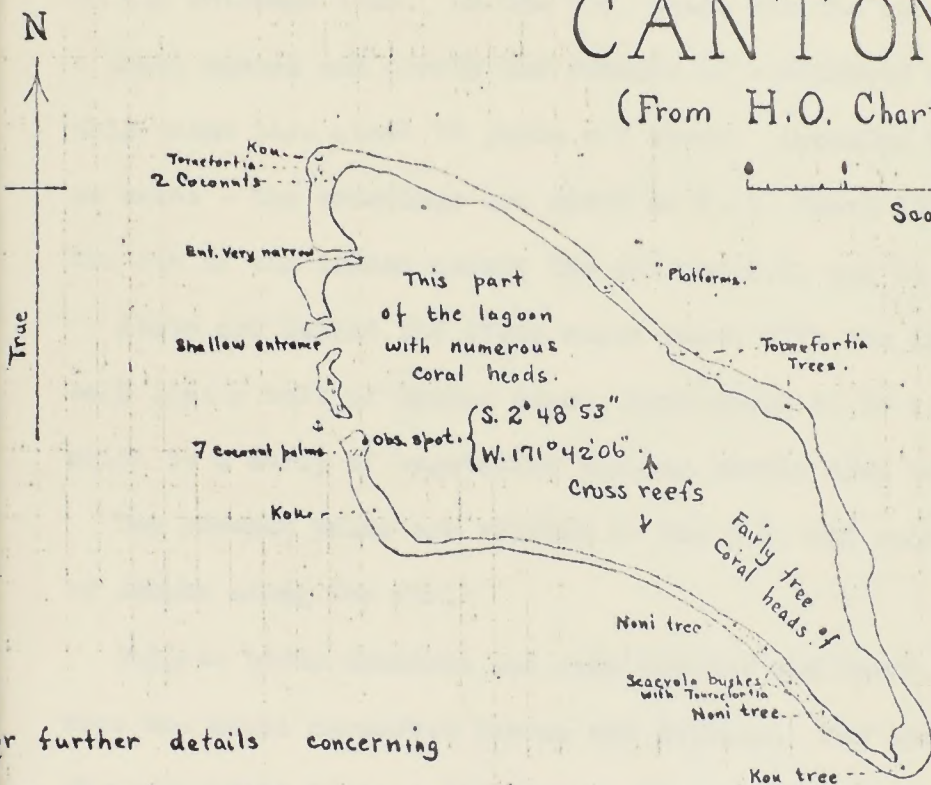 N
CANTON
(From H.O. Char
Sca
True
Kou
Tournefortia
2 Coconuts
Ent. very narrow
Shallow entrance
7 coconut palms
Kou
This part
of the lagoon
with numerous
Coral heads.
Obs. spot.
S. 2° 48' 53"
W. 171° 42' 06"
Cross reefs
"Platforms."
Tournefortia
Trees.
Fairly free of
Coral heads.
Noni tree
Scaevola bushes
with Tournefortia
Noni tree
Kou tree
r further details concerning